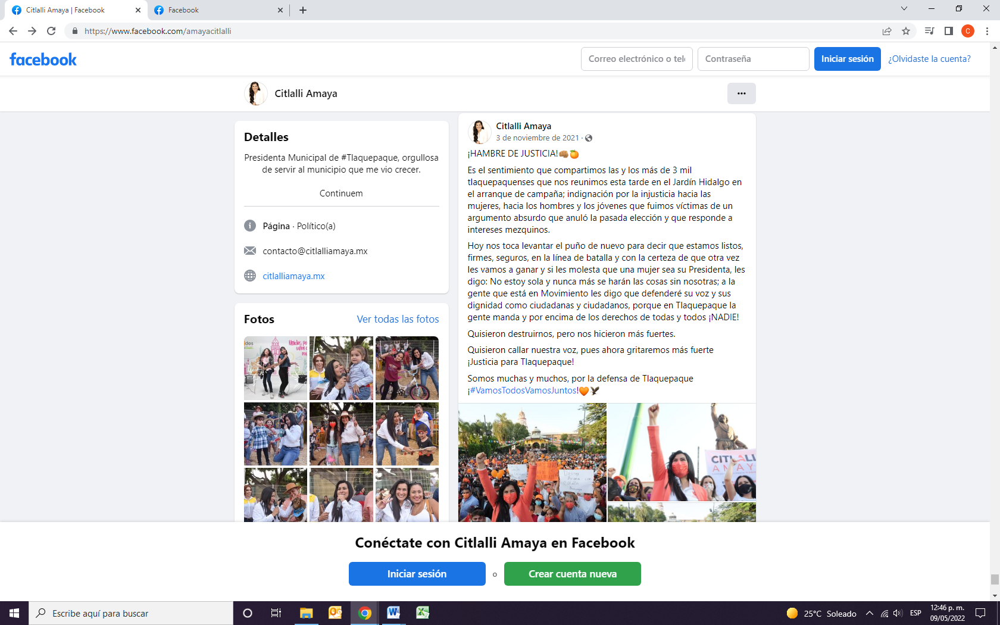 Citlalli Amaya | Facebook
Facebook
https://www.facebook.com/amayacitlalli
C
facebook
Correo electrónico o telé
Contraseña
Iniciar sesión
¿Olvidaste la cuenta?
Citlalli Amaya
Detalles
Presidenta Municipal de #Tlaquepaque, orgullosa
de servir al municipio que me vio crecer.
Continuem
Página · Político(a)
contacto@citlalliamaya.mx
citlalliamaya.mx
Fotos
Ver todas las fotos
Citlalli Amaya
3 de noviembre de 2021 ·
¡HAMBRE DE JUSTICIA!👊🏽🍊
Es el sentimiento que compartimos las y los más de 3 mil
tlaquepaquenses que nos reunimos esta tarde en el Jardín Hidalgo en
el arranque de campaña; indignación por la injusticia hacia las
mujeres, hacia los hombres y los jóvenes que fuimos víctimas de un
argumento absurdo que anuló la pasada elección y que responde a
intereses mezquinos.
Hoy nos toca levantar el puño de nuevo para decir que estamos listos,
firmes, seguros, en la línea de batalla y con la certeza de que otra vez
les vamos a ganar y si les molesta que una mujer sea su Presidenta, les
digo: No estoy sola y nunca más se harán las cosas sin nosotras; a la
gente que está en Movimiento les digo que defenderé su voz y sus
dignidad como ciudadanas y ciudadanos, porque en Tlaquepaque la
gente manda y por encima de los derechos de todas y todos ¡NADIE!
Quisieron destruirnos, pero nos hicieron más fuertes.
Quisieron callar nuestra voz, pues ahora gritaremos más fuerte
¡Justicia para Tlaquepaque!
Somos muchas y muchos, por la defensa de Tlaquepaque
¡#VamosTodosVamosJuntos!🧡🦅
CITLALLI
AMAYA
Conéctate con Citlalli Amaya en Facebook
Iniciar sesión
o
Crear cuenta nueva
Escribe aquí para buscar
25°C Soleado
ESP
12:46 p. m.
09/05/2022